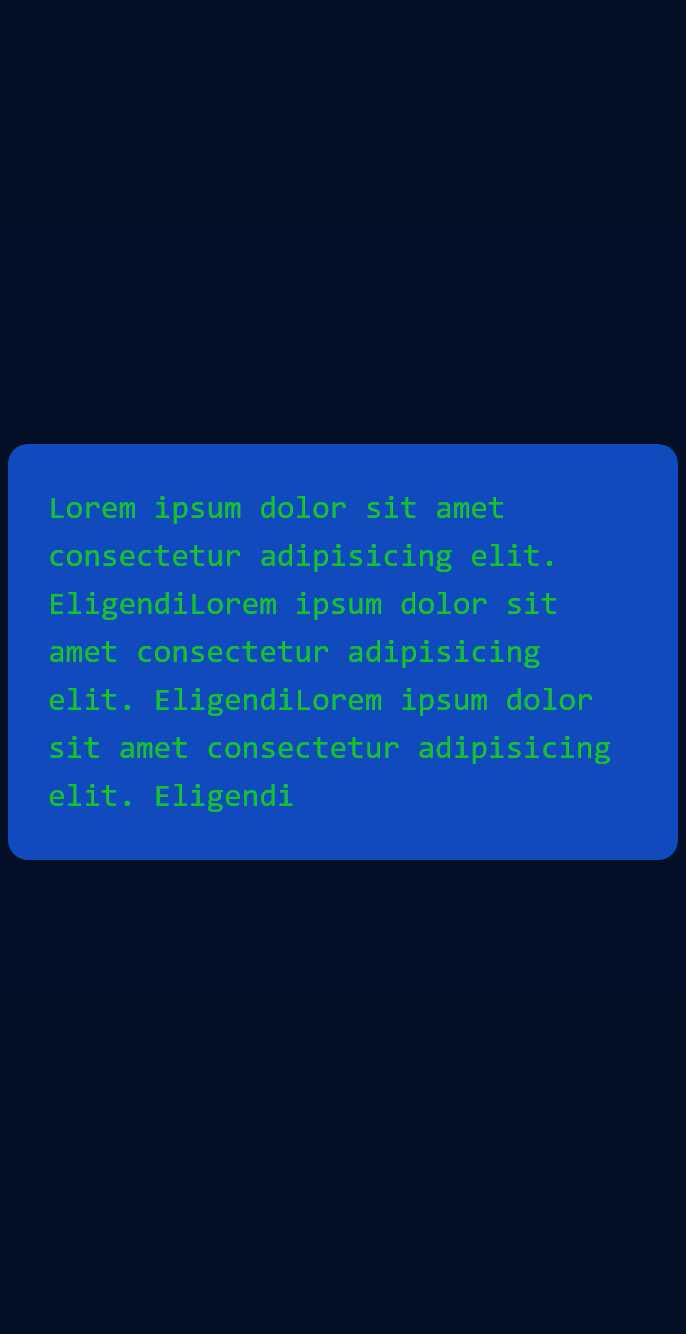 Lorem ipsum dolor sit amet
consectetur adipisicing elit.
EligendiLorem ipsum dolor sit
amet consectetur adipisicing
elit. EligendiLorem ipsum dolor
sit amet consectetur adipisicing
elit. Eligendi